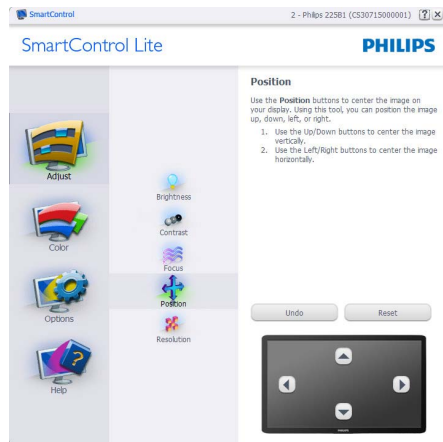 SmartControl
2 - Philips 225B1 (CS30715000001)
SmartControl Lite
PHILIPS
Adjust
Color
Options
Help
Brightness
Contrast
Focus
Position
Resolution
Position
Use the Position buttons to center the image on
your display. Using this tool, you can position the image
up, down, left, or right.
1. Use the Up/Down buttons to center the image
vertically.
2. Use the Left/Right buttons to center the image
horizontally.
Undo
Reset
PHILIPS